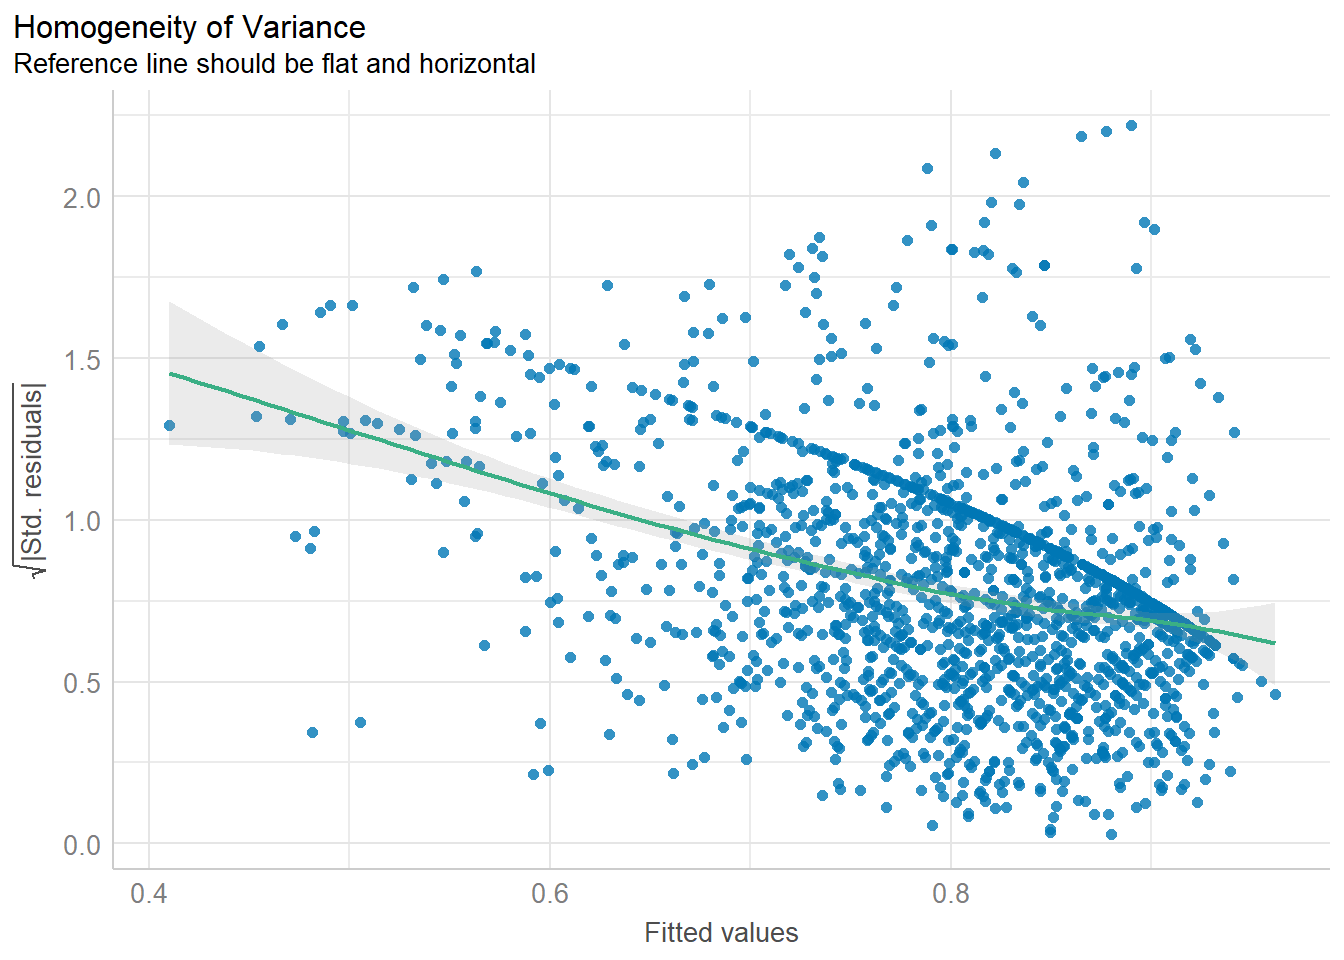 Homogeneity of Variance
Reference line should be flat and horizontal
√|Std. residuals|
2.0
1.5
1.0
0.5
0.0
0.4
0.6
0.8
Fitted values